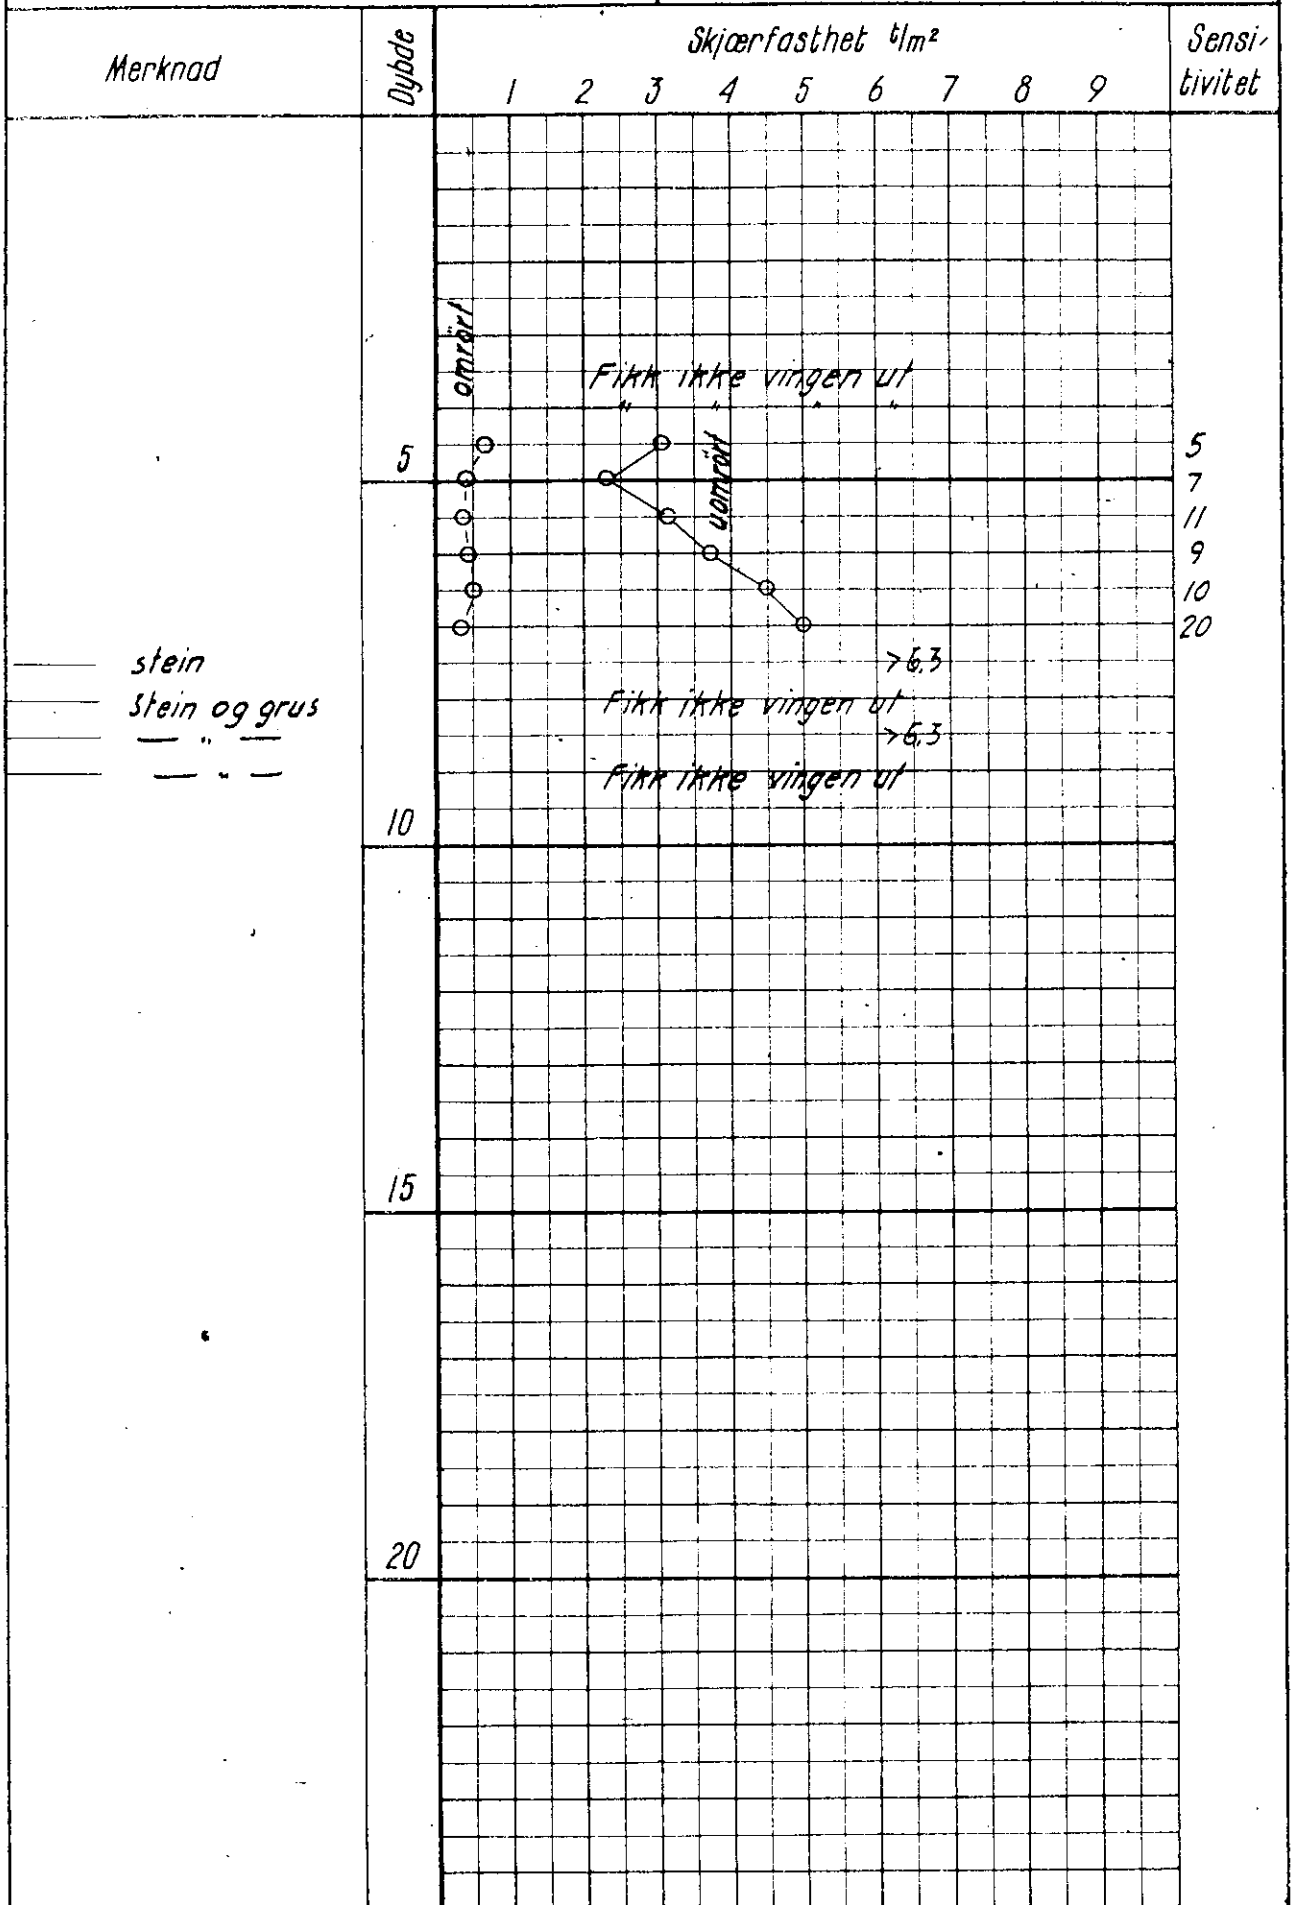 Merknad
Dybde
Skjærfasthet t/m²
Sensi-
tivitet
1 2 3 4 5 6 7 8 9
omrört
Fikk ikke vingen ut
" " " "
uomrört
5
5
7
11
9
10
20
stein
>6,3
Stein og grus
Fikk ikke vingen ut
— " —
>6,3
— " —
Fikk ikke vingen ut
10
15
20